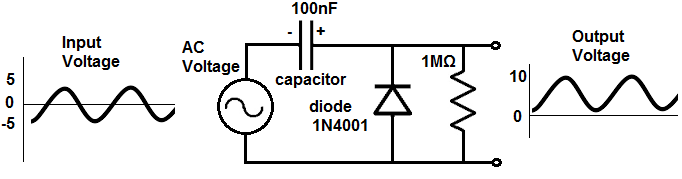 100nF
- +
Input
Voltage
5
0
-5
AC
Voltage
capacitor
diode
1N4001
1MΩ
Output
Voltage
10
0